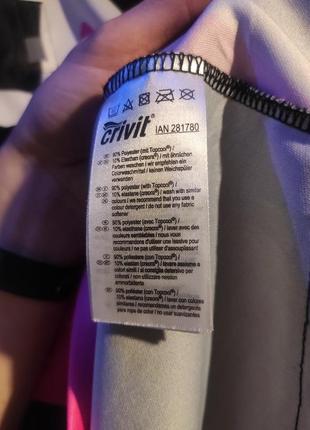 crivit®
IAN 281780
90% Polyester (mit Topcool®) /
10% Elasthan (creora®) / mit ähnlichen
Farben waschen / wir empfehlen ein
Colorwaschmittel / keinen Weichspüler
verwenden
90% polyester (with Topcool®) /
10% elastane (creora®) / wash with similar
colours / we recommend that you use a
colour detergent / do not use any fabric
softener
90% polyester (avec Topcool®) /
10% élasthanne (creora®) / laver avec des
couleurs semblables / nous vous
recommandons d'utiliser une lessive pour
couleurs / ne pas utiliser d'assouplissant
90% poliestere (con Topcool®) /
10% elastan (creora®) / lavare assieme a
colori simili / si consiglia detersivo per
colorati / non utilizzare nessun
ammorbidente
90% poliéster (con Topcool®) /
10% elastano (creora®) / lavar con colores
similares / recomendamos un detergente
para ropa de color / no usar suavizantes